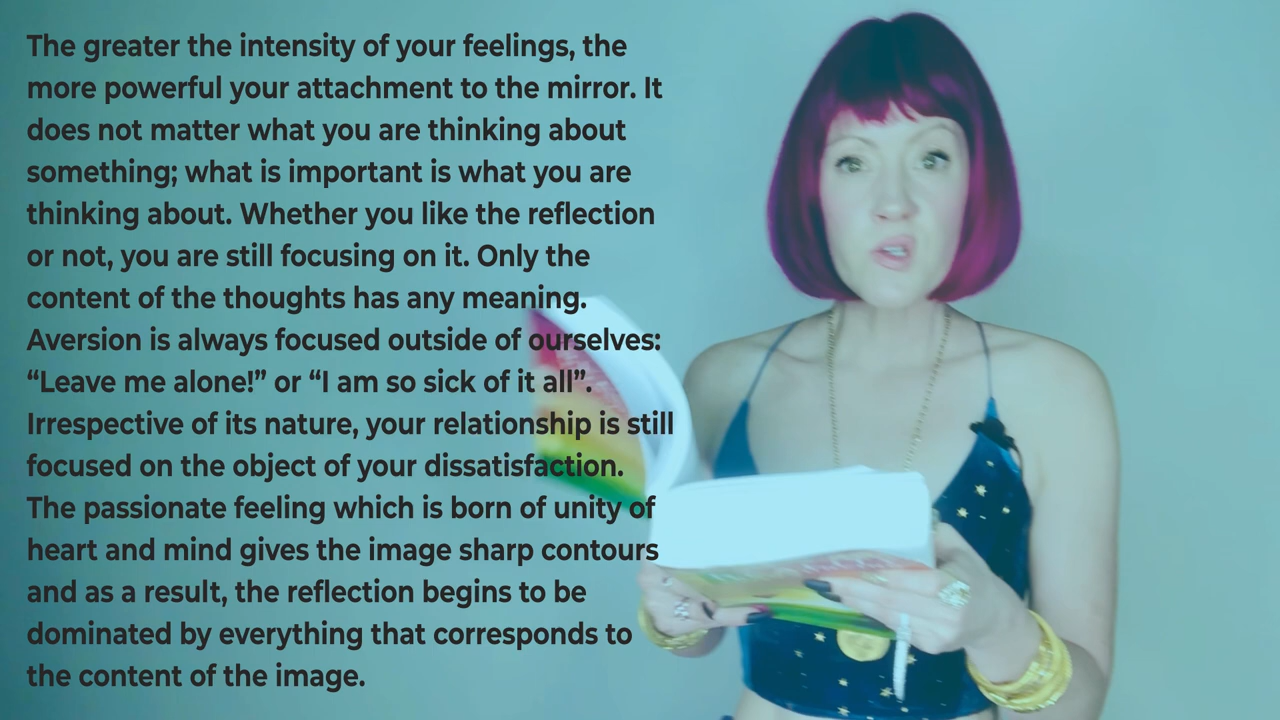 The greater the intensity of your feelings, the
more powerful your attachment to the mirror. It
does not matter what you are thinking about
something; what is important is what you are
thinking about. Whether you like the reflection
or not, you are still focusing on it. Only the
content of the thoughts has any meaning.
Aversion is always focused outside of ourselves:
“Leave me alone!” or “I am so sick of it all”.
Irrespective of its nature, your relationship is still
focused on the object of your dissatisfaction.
The passionate feeling which is born of unity of
heart and mind gives the image sharp contours
and as a result, the reflection begins to be
dominated by everything that corresponds to
the content of the image.